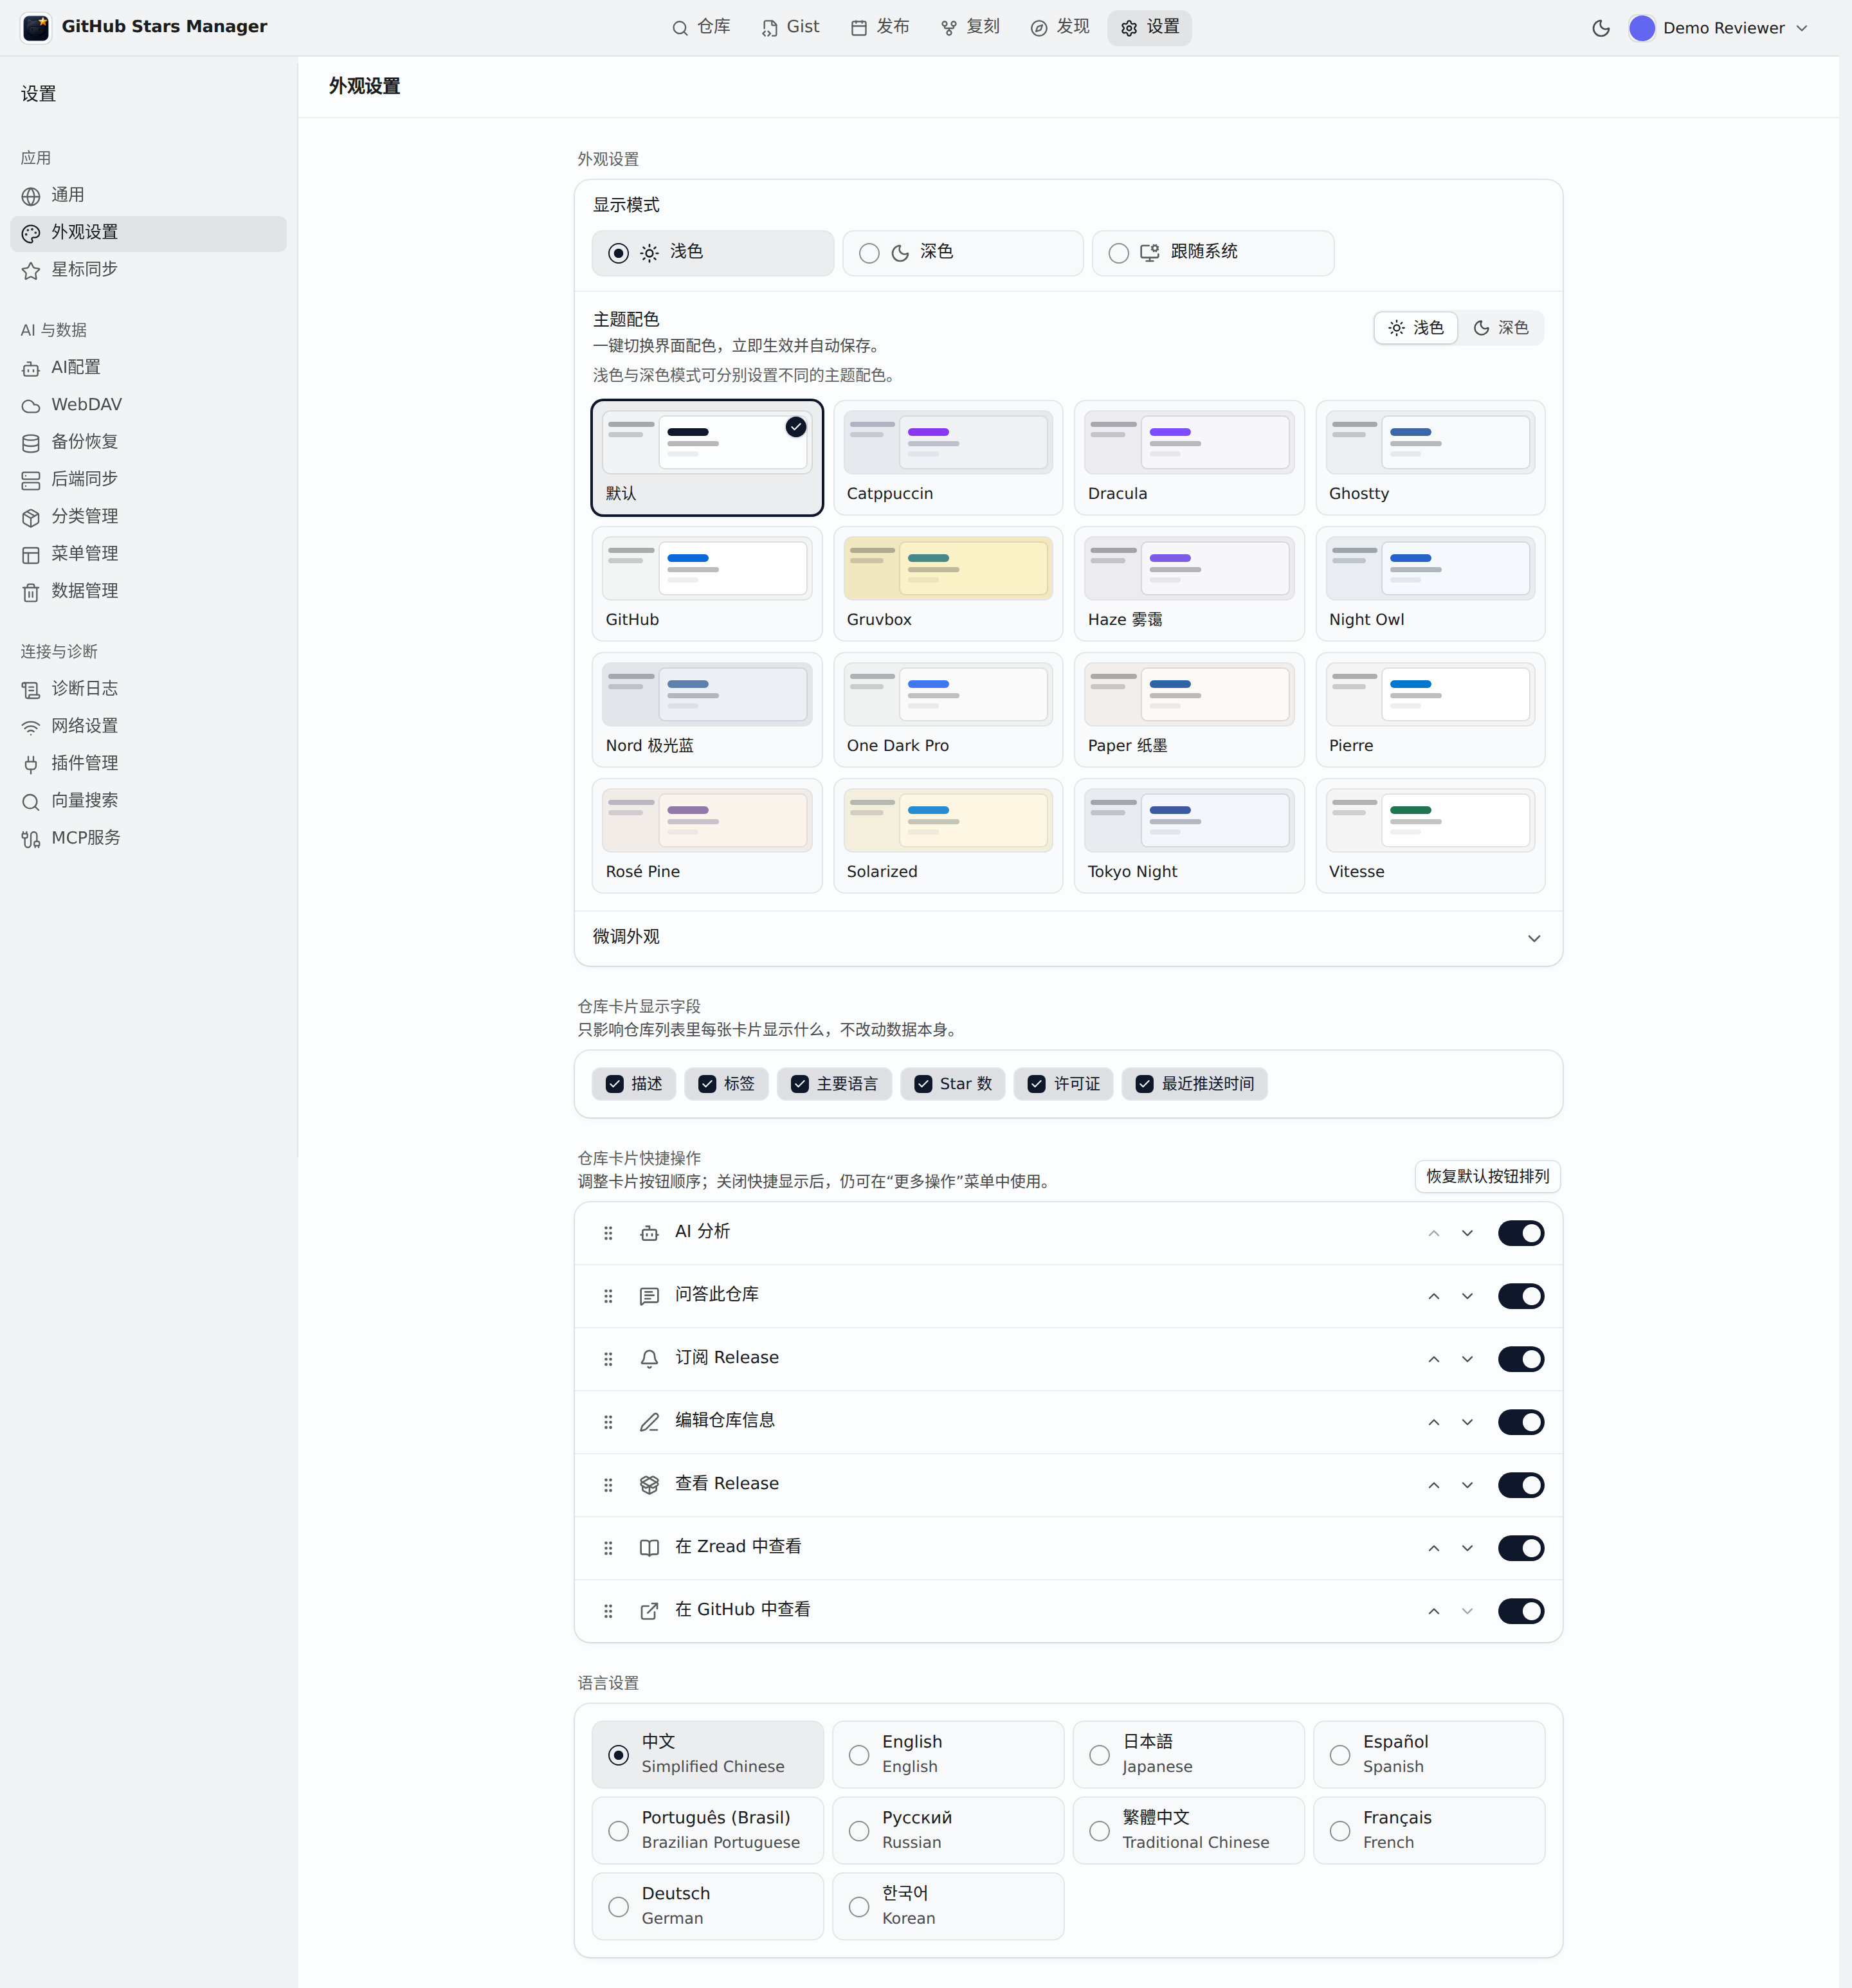 GitHub Stars Manager
仓库
Gist
发布
复刻
发现
设置
Demo Reviewer
设置
应用
通用
外观设置
星标同步
AI 与数据
AI配置
WebDAV
备份恢复
后端同步
分类管理
菜单管理
数据管理
连接与诊断
诊断日志
网络设置
插件管理
向量搜索
MCP服务
外观设置
外观设置
显示模式
浅色
深色
跟随系统
主题配色
一键切换界面配色，立即生效并自动保存。
浅色与深色模式可分别设置不同的主题配色。
浅色
深色
默认
Catppuccin
Dracula
Ghostty
GitHub
Gruvbox
Haze 雾霭
Night Owl
Nord 极光蓝
One Dark Pro
Paper 纸墨
Pierre
Rosé Pine
Solarized
Tokyo Night
Vitesse
微调外观
仓库卡片显示字段
只影响仓库列表里每张卡片显示什么，不改动数据本身。
描述
标签
主要语言
Star 数
许可证
最近推送时间
仓库卡片快捷操作
调整卡片按钮顺序；关闭快捷显示后，仍可在“更多操作”菜单中使用。
恢复默认按钮排列
AI 分析
问答此仓库
订阅 Release
编辑仓库信息
查看 Release
在 Zread 中查看
在 GitHub 中查看
语言设置
中文
Simplified Chinese
English
English
日本語
Japanese
Español
Spanish
Português (Brasil)
Brazilian Portuguese
Русский
Russian
繁體中文
Traditional Chinese
Français
French
Deutsch
German
한국어
Korean